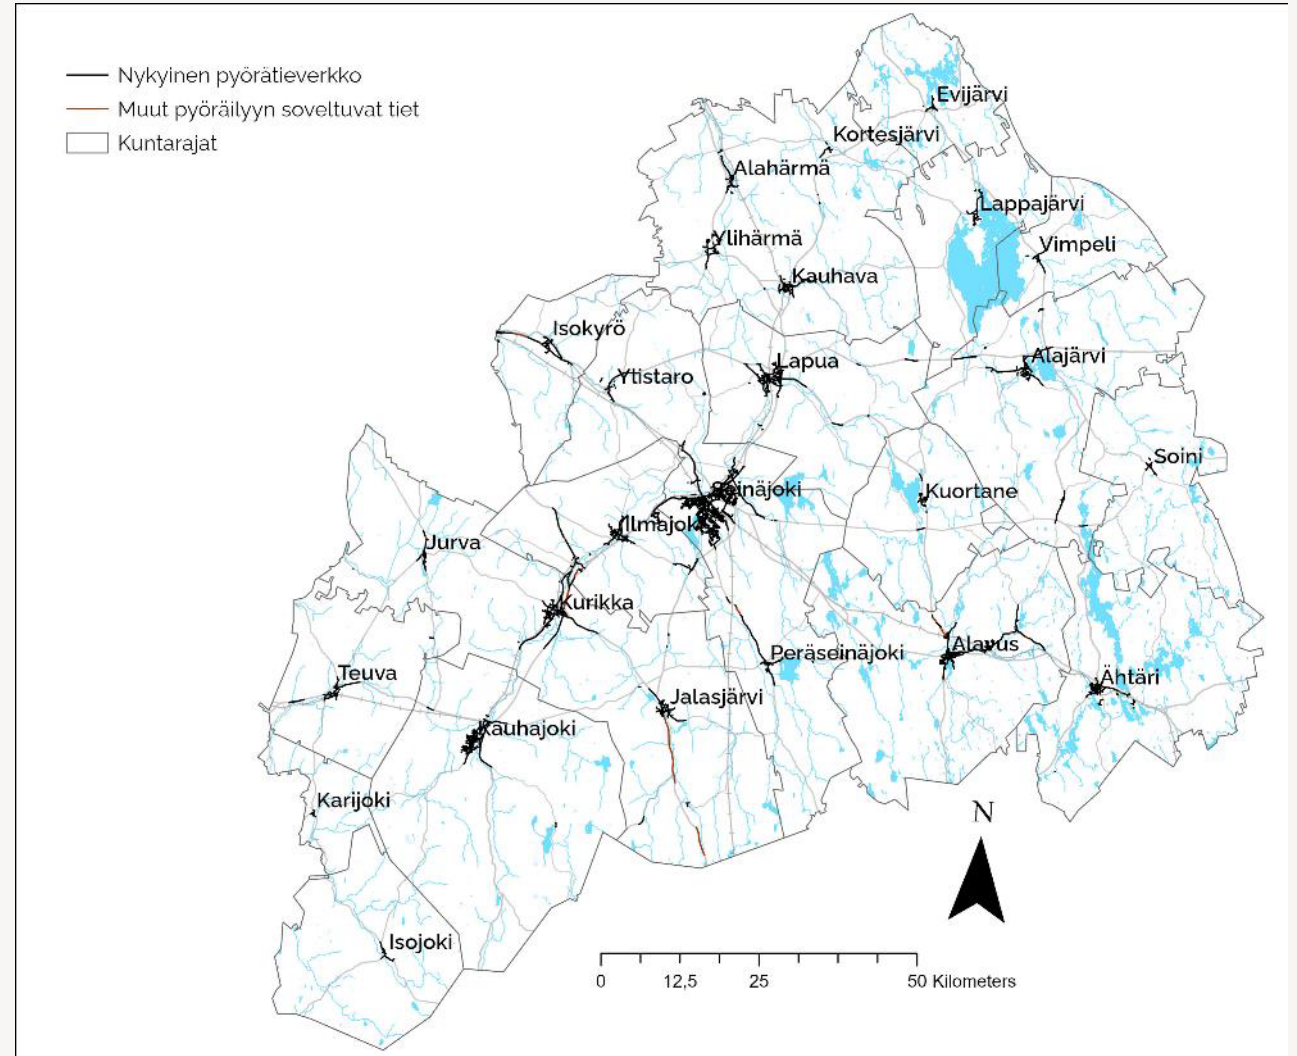 Nykyinen pyörätieverkko
Muut pyöräilyyn soveltuvat tiet
Kuntarajat
Evijärvi
Kortesjärvi
Alahärmä
Lappajärvi
Ylihärmä
Vimpeli
Kauhava
Isokyrö
Alajärvi
Lapua
Ylistaro
Soini
Seinäjoki
Kuortane
Ilmajoki
Jurva
Kurikka
Alavus
Peräseinäjoki
Teuva
Ähtäri
Jalasjärvi
Kauhajoki
Karijoki
N
Isojoki
0 12,5 25 50 Kilometers